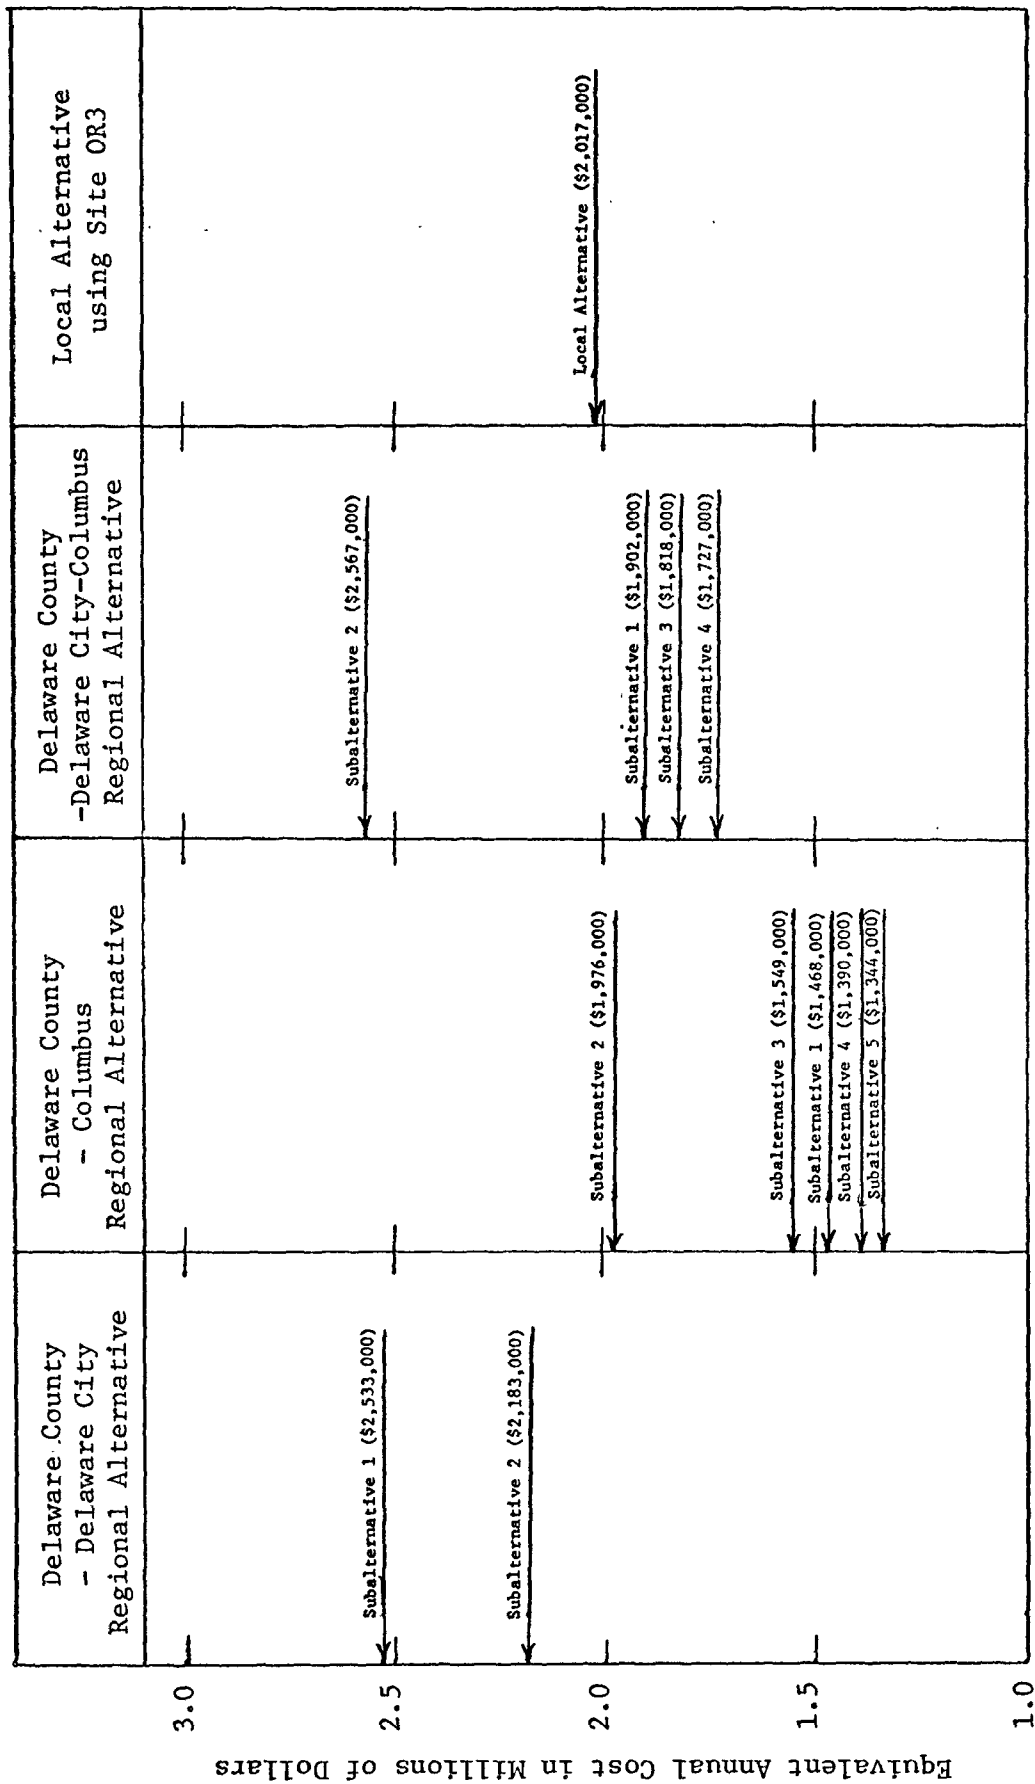 Delaware County
- Delaware City
Regional Alternative
Delaware County
- Columbus
Regional Alternative
Delaware County
-Delaware City-Columbus
Regional Alternative
Local Alternative
using Site OR3
Equivalent Annual Cost in Millions of Dollars
3.0
2.5
2.0
1.5
1.0
Subalternative 1 ($2,533,000)
Subalternative 2 ($2,183,000)
Subalternative 2 ($1,976,000)
Subalternative 3 ($1,549,000)
Subalternative 1 ($1,468,000)
Subalternative 4 ($1,390,000)
Subalternative 5 ($1,344,000)
Subalternative 2 ($2,567,000)
Subalternative 1 ($1,902,000)
Subalternative 3 ($1,818,000)
Subalternative 4 ($1,727,000)
Local Alternative ($2,017,000)